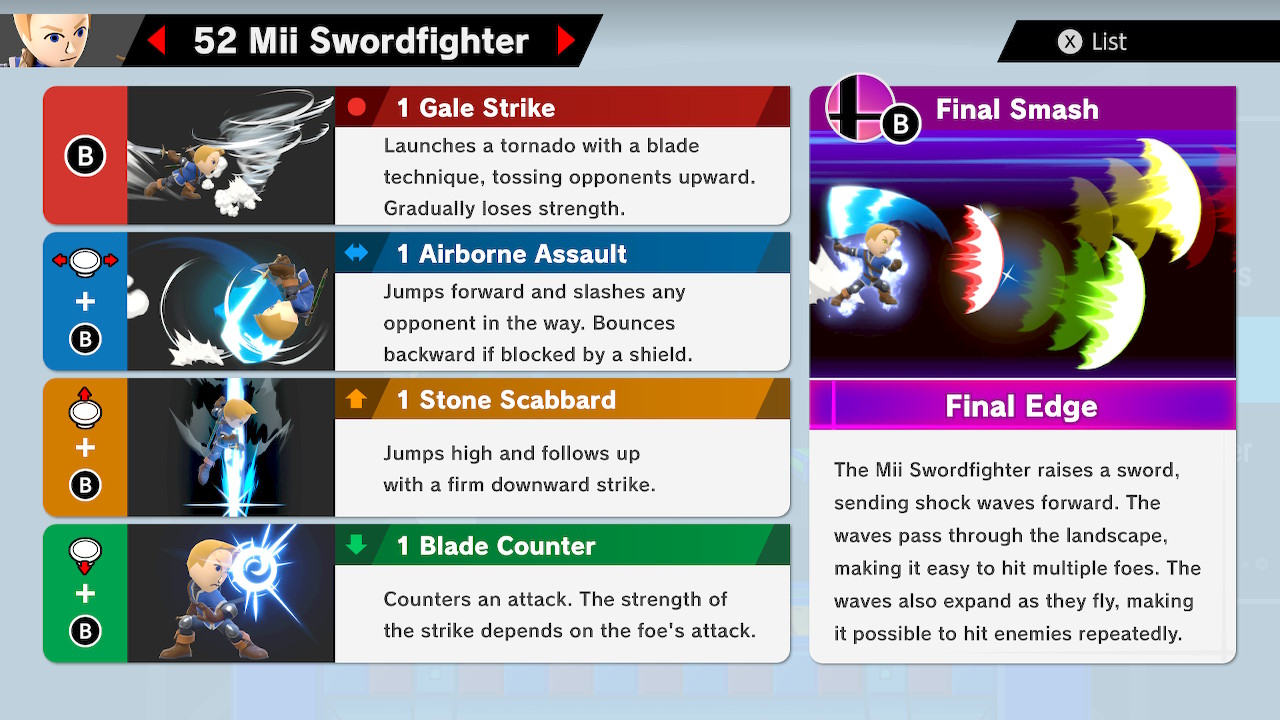 52 Mii Swordfighter
X List
B
1 Gale Strike
Launches a tornado with a blade
technique, tossing opponents upward.
Gradually loses strength.
+
B
1 Airborne Assault
Jumps forward and slashes any
opponent in the way. Bounces
backward if blocked by a shield.
+
B
1 Stone Scabbard
Jumps high and follows up
with a firm downward strike.
+
B
1 Blade Counter
Counters an attack. The strength of
the strike depends on the foe's attack.
B
Final Smash
Final Edge
The Mii Swordfighter raises a sword,
sending shock waves forward. The
waves pass through the landscape,
making it easy to hit multiple foes. The
waves also expand as they fly, making
it possible to hit enemies repeatedly.